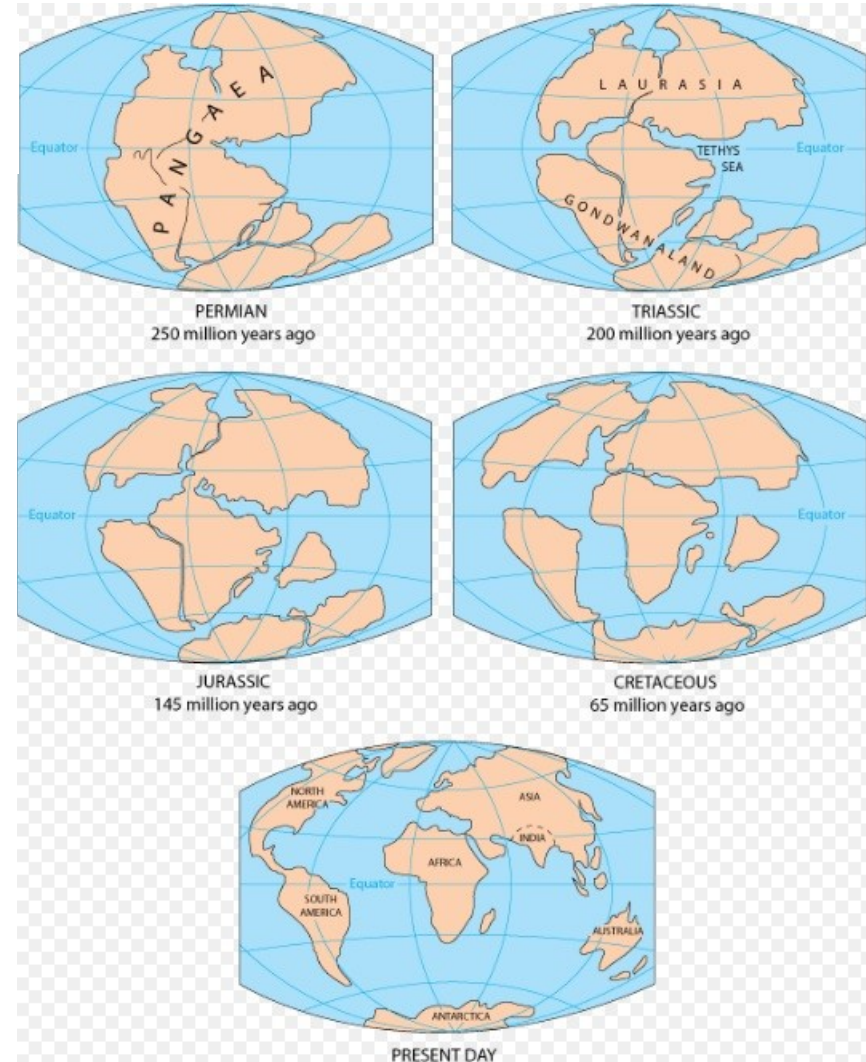 PANGAEA
Equator
PERMIAN
250 million years ago
LAURASIA
TETHYS
SEA
Equator
GONDWANALAND
TRIASSIC
200 million years ago
Equator
JURASSIC
145 million years ago
Equator
CRETACEOUS
65 million years ago
NORTH
AMERICA
ASIA
INDIA
AFRICA
Equator
SOUTH
AMERICA
AUSTRALIA
ANTARCTICA
PRESENT DAY